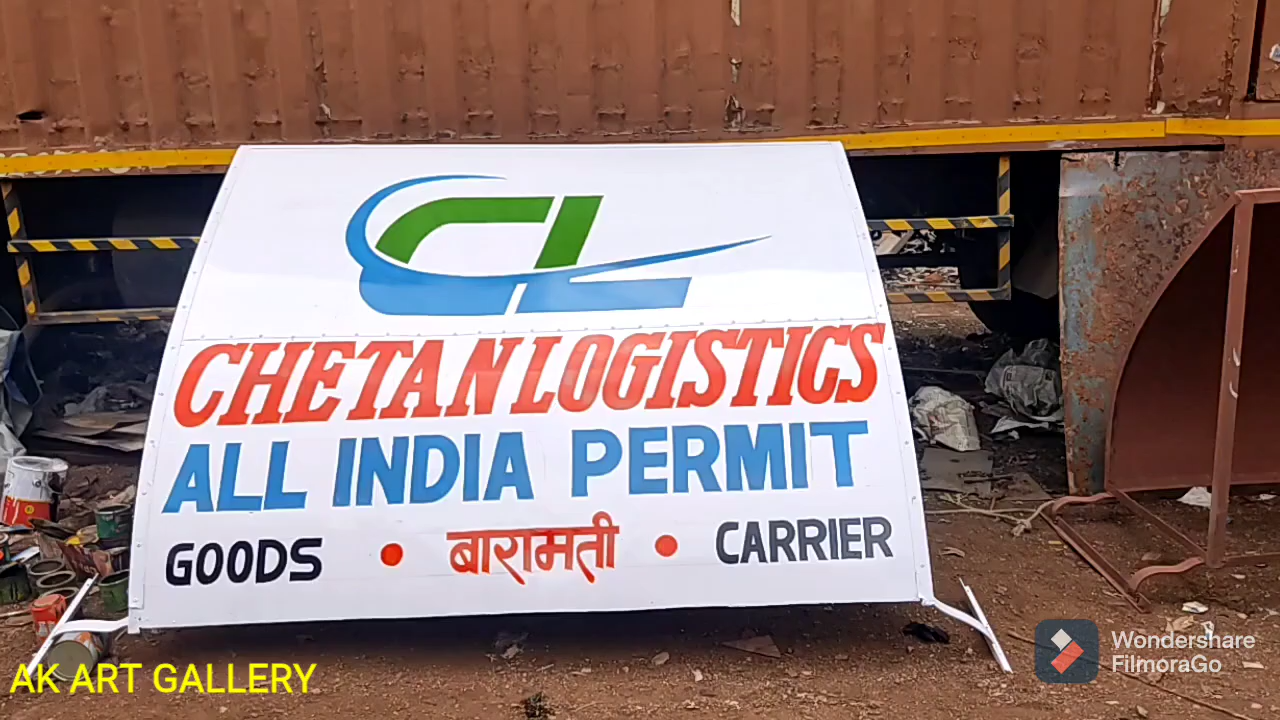 CL
CHETAN LOGISTICS
ALL INDIA PERMIT
GOODS • बारामती • CARRIER
AK ART GALLERY
Wondershare
FilmoraGo